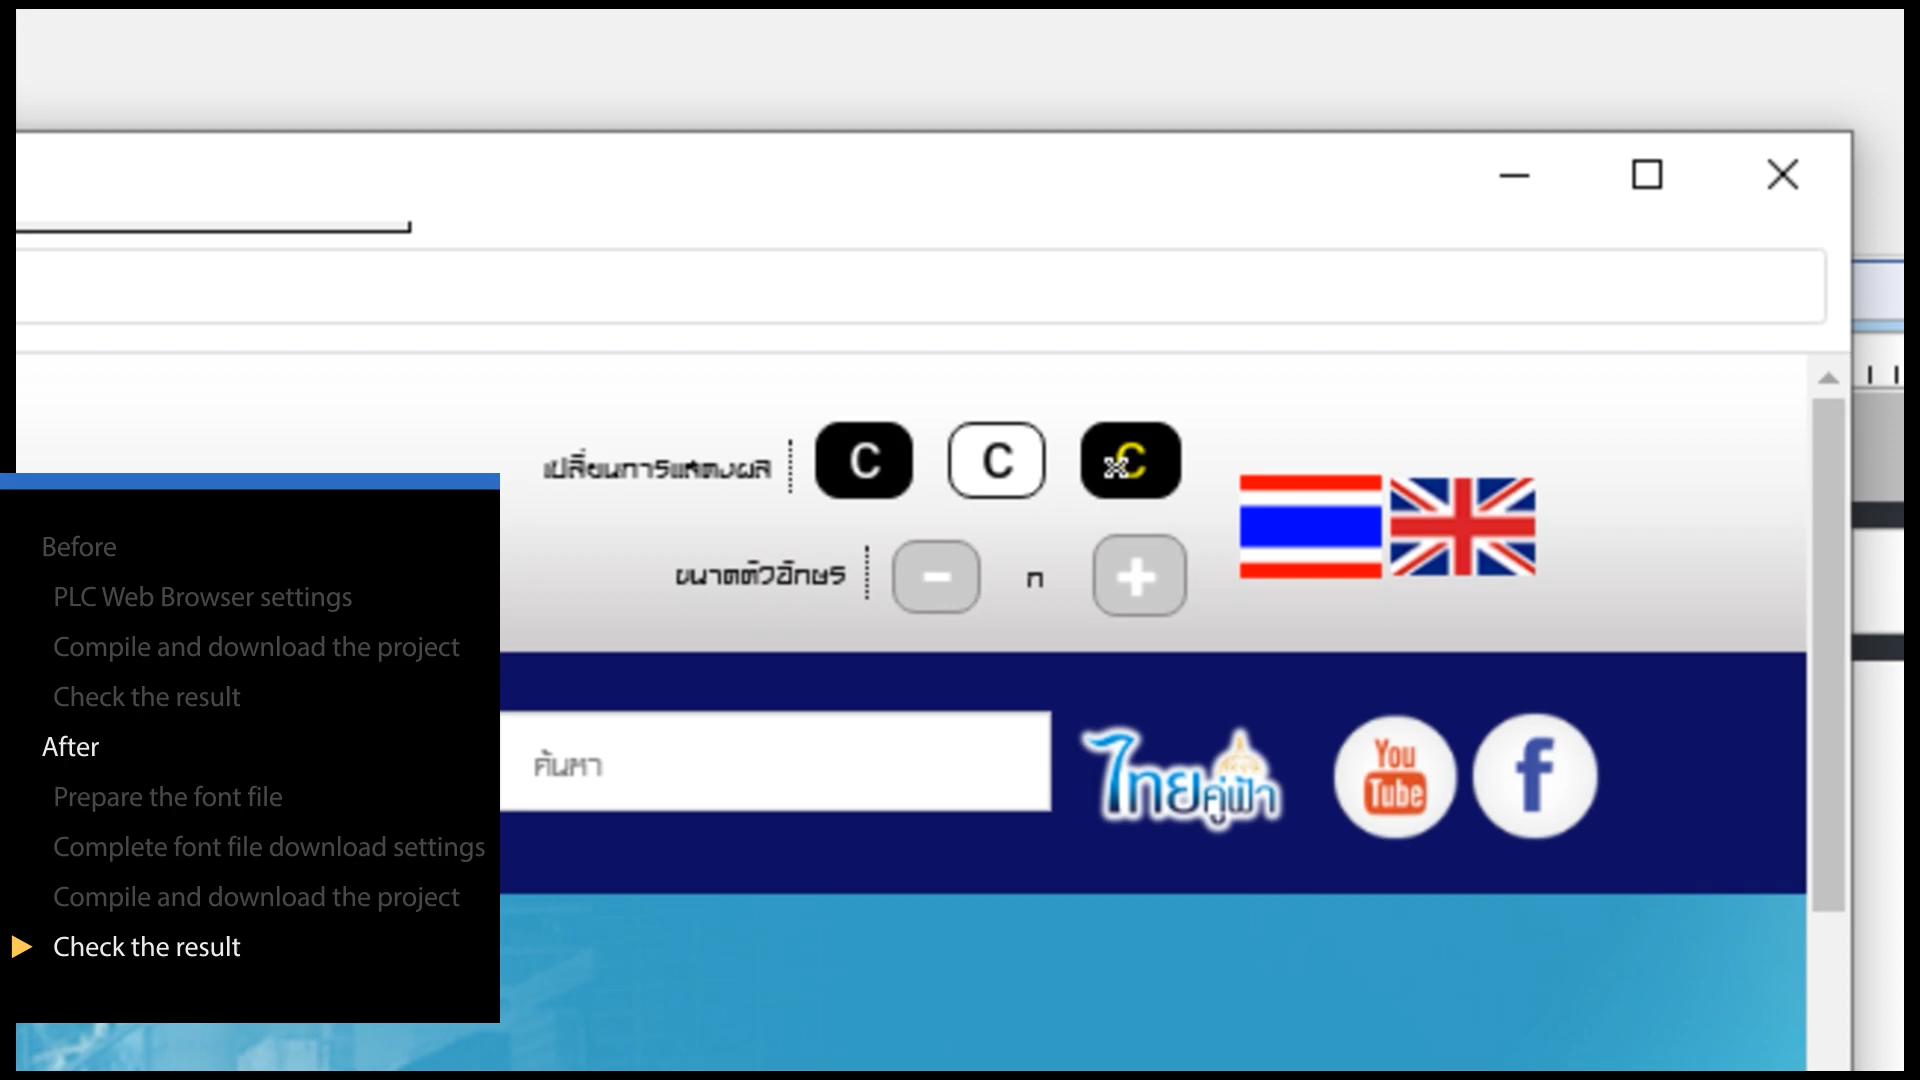 เปลี่ยนการแสดงผล
C C C
ขนาดตัวอักษร
ก
ค้นหา
ไทยคู่ฟ้า
You
Tube
f
Before
PLC Web Browser settings
Compile and download the project
Check the result
After
Prepare the font file
Complete font file download settings
Compile and download the project
Check the result